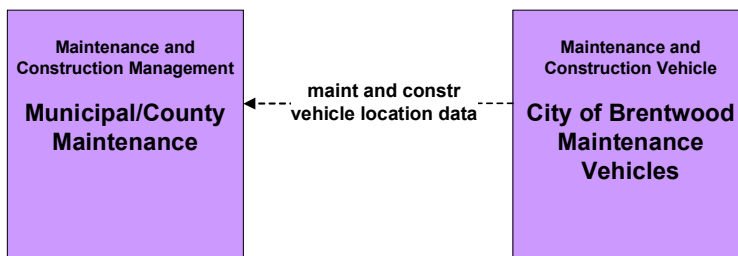 Maintenance and
Construction Management
Municipal/County
Maintenance
maint and constr
vehicle location data
Maintenance and
Construction Vehicle
City of Brentwood
Maintenance
Vehicles